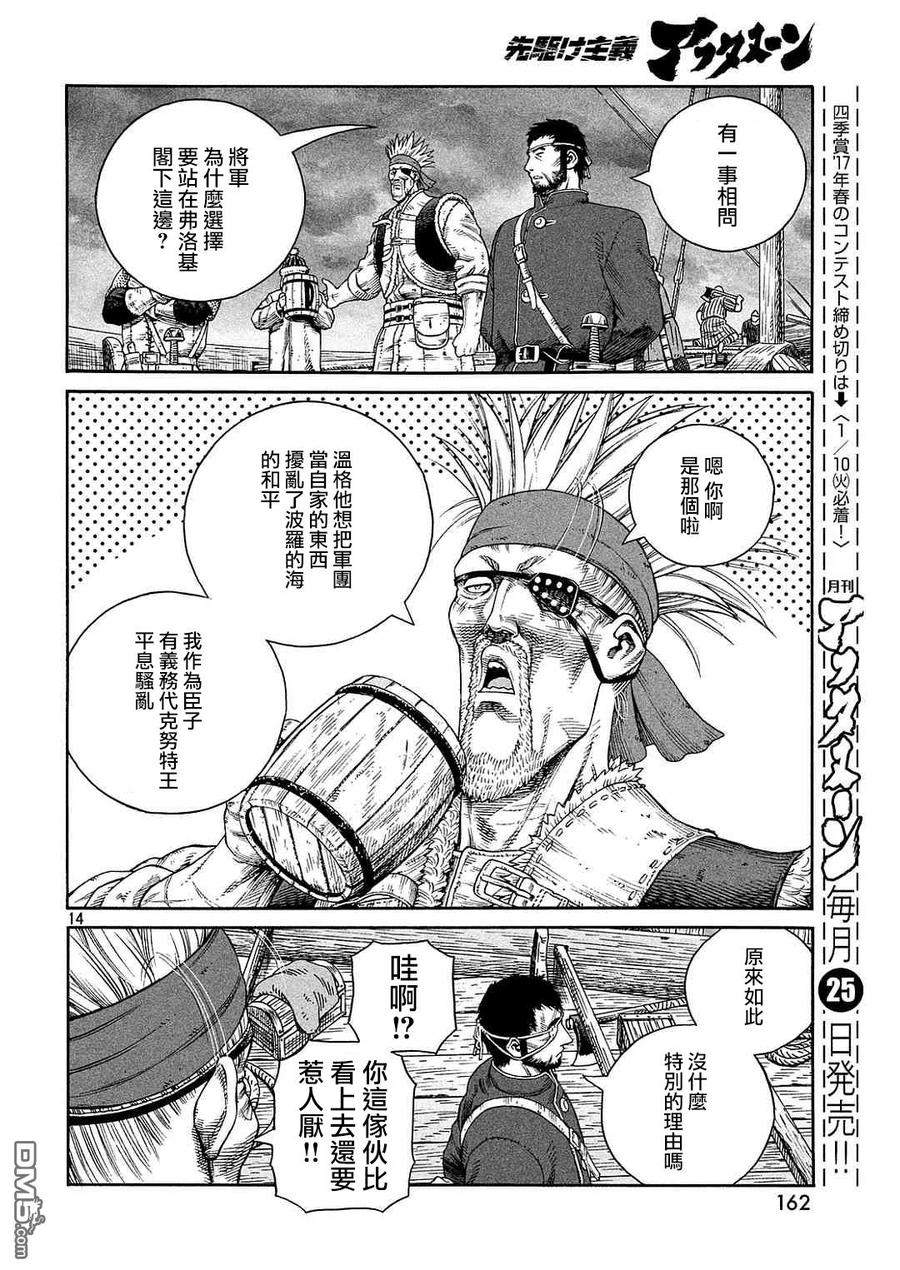 先駆け主義 アフタヌーン
有一事相問
將軍
為什麼選擇
要站在弗洛基
閣下這邊?
嗯 你啊
是那個啦
溫格他想把軍團
當自家的東西
擾亂了波羅的海
的和平
我作為臣子
有義務代克努特王
平息騷亂
14
原來如此
沒什麼
特別的理由嗎
哇啊!?
你這傢伙比
看上去還要
惹人厭!!
四季賞'17年春のコンテスト締め切りは➡〈1/10㊋必着!〉
月刊アフタヌーン毎月25日発売!!!
162
DM5